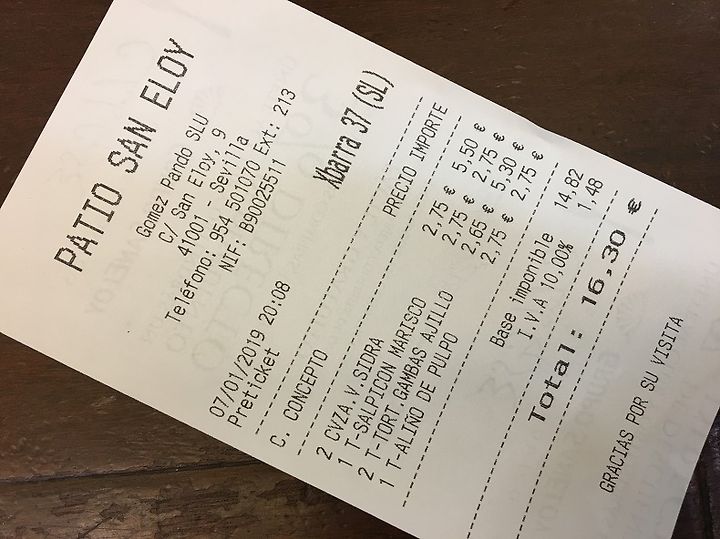 PATIO SAN ELOY
Gomez Pando SLU
C/ San Eloy, 9
41001 - Sevilla
Teléfono: 954 501070 Ext: 213
NIF: B90025511
07/01/2019 20:08
Preticket
Xbarra 37 (SL)
C. CONCEPTO PRECIO IMPORTE
2 CVZA V.SIDRA 2,75 € 5,50 €
1 T-SALPICON MARISCO 2,75 € 2,75 €
2 T-TORT.GAMBAS AJILLO 2,65 € 5,30 €
1 T-ALIÑO DE PULPO 2,75 € 2,75 €
Base imponible 14,82
I.V.A 10,00% 1,48
Total: 16,30 €
GRACIAS POR SU VISITA